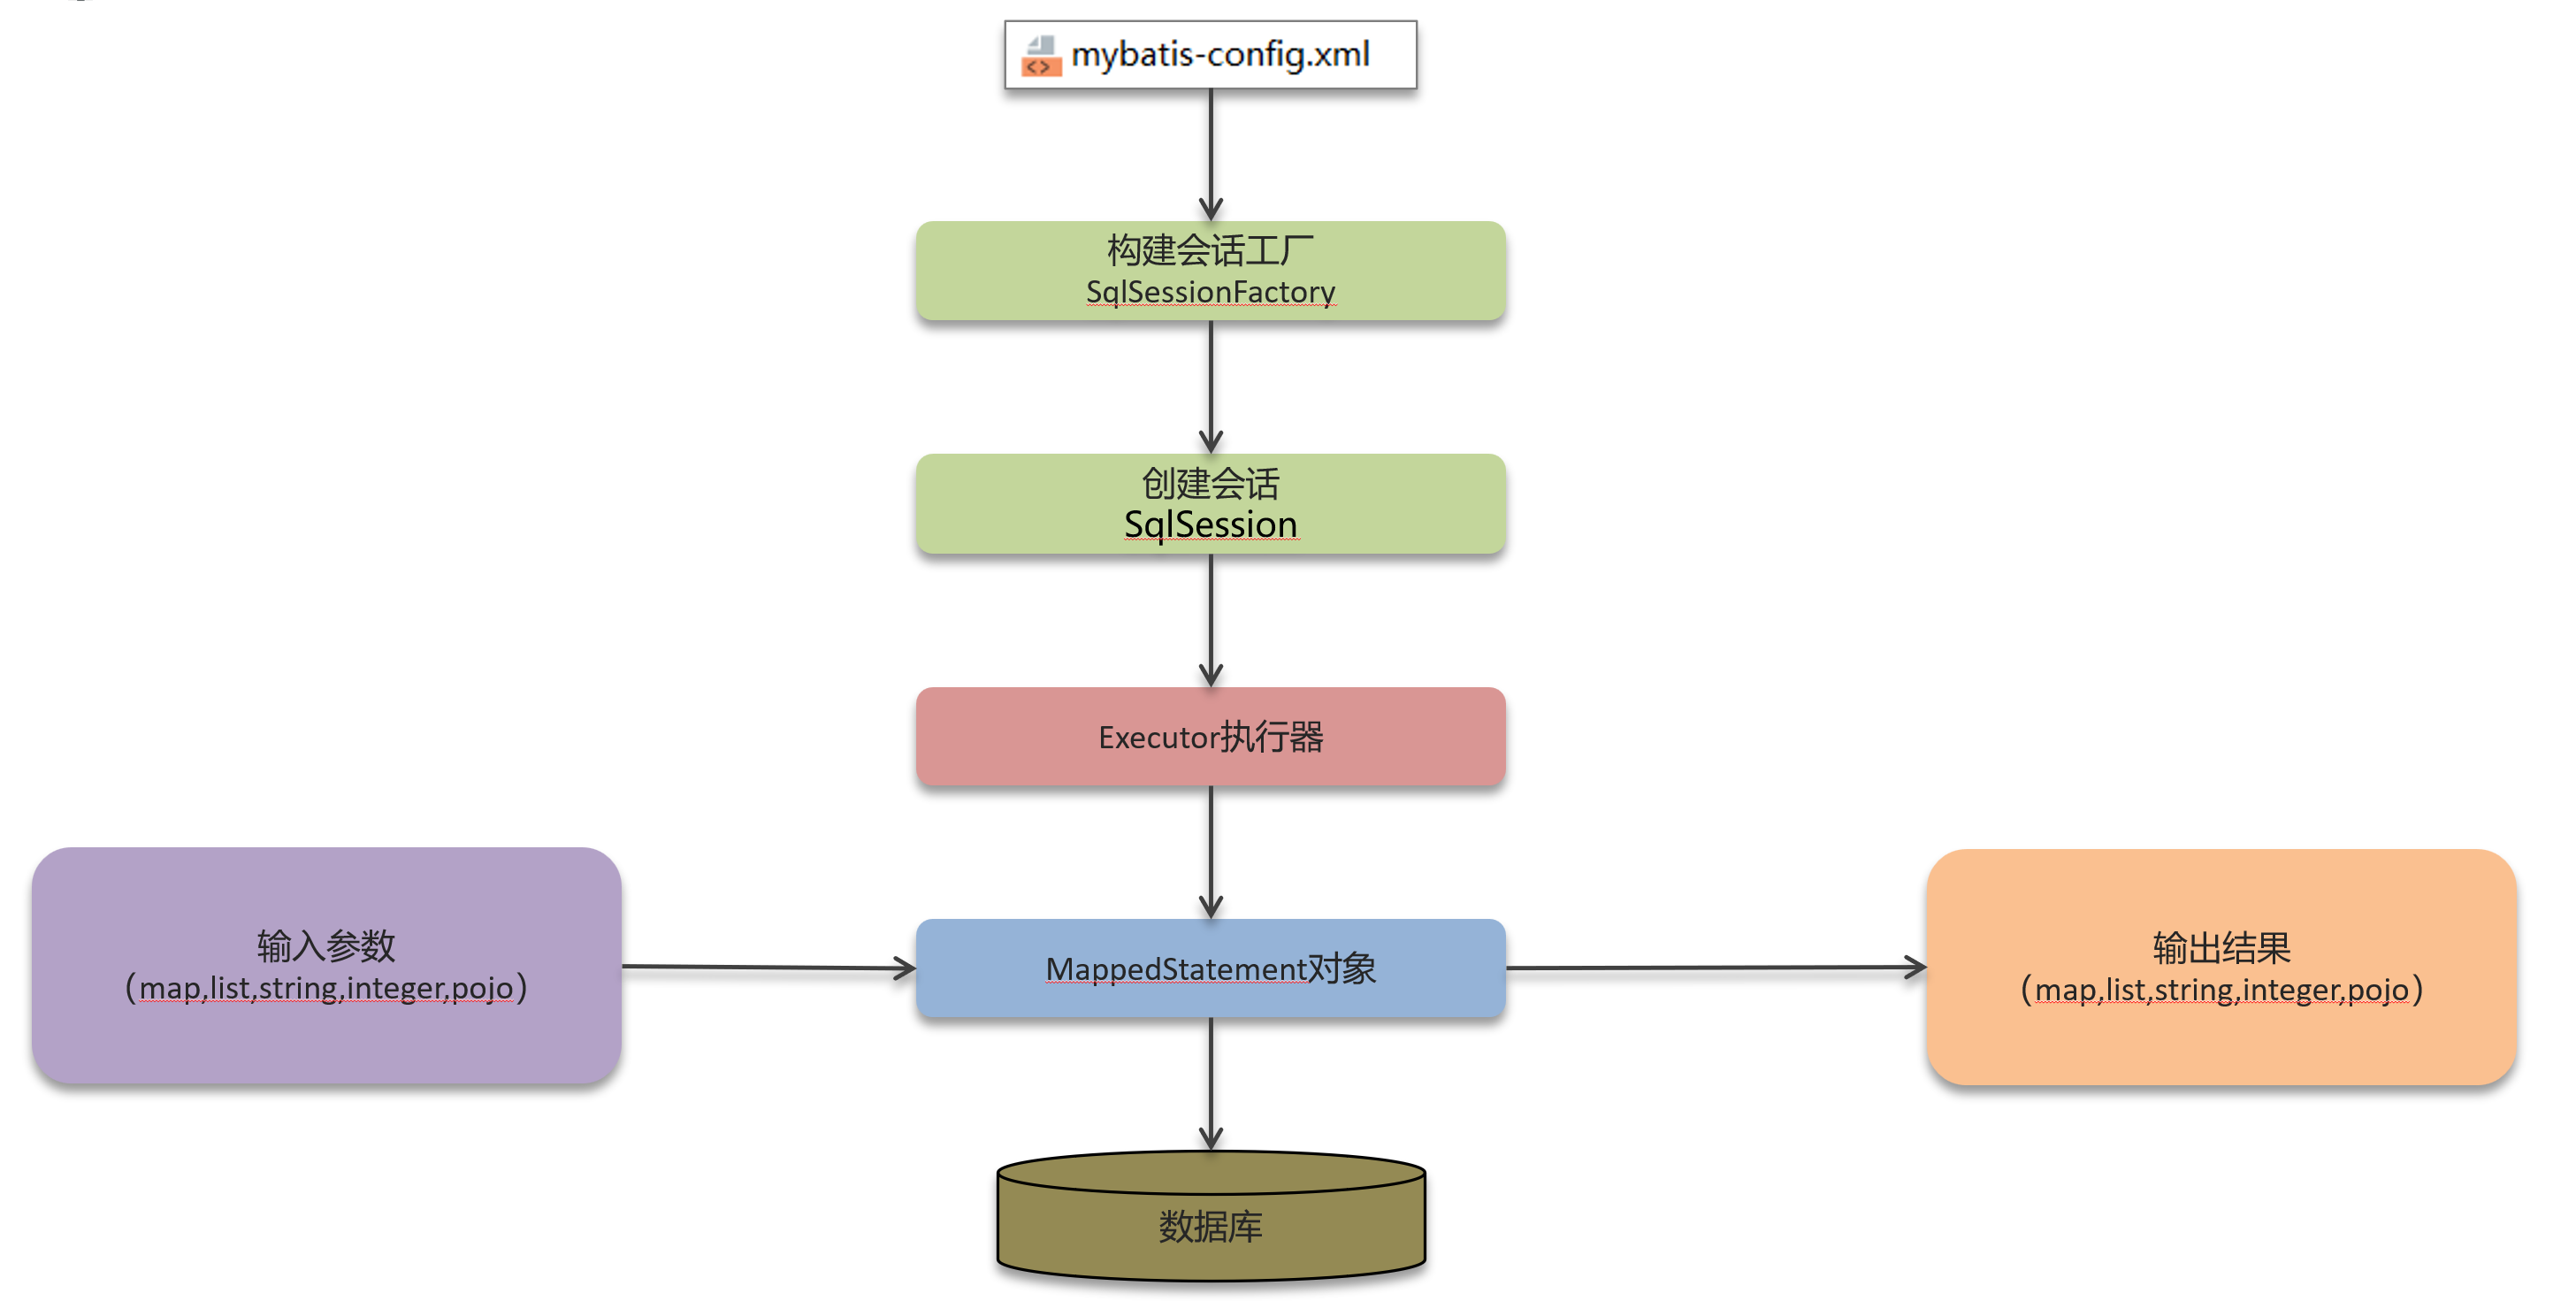 mybatis-config.xml
构建会话工厂
SqlSessionFactory
创建会话
SqlSession
Executor执行器
输入参数
（map,list,string,integer,pojo）
MappedStatement对象
输出结果
（map,list,string,integer,pojo）
数据库